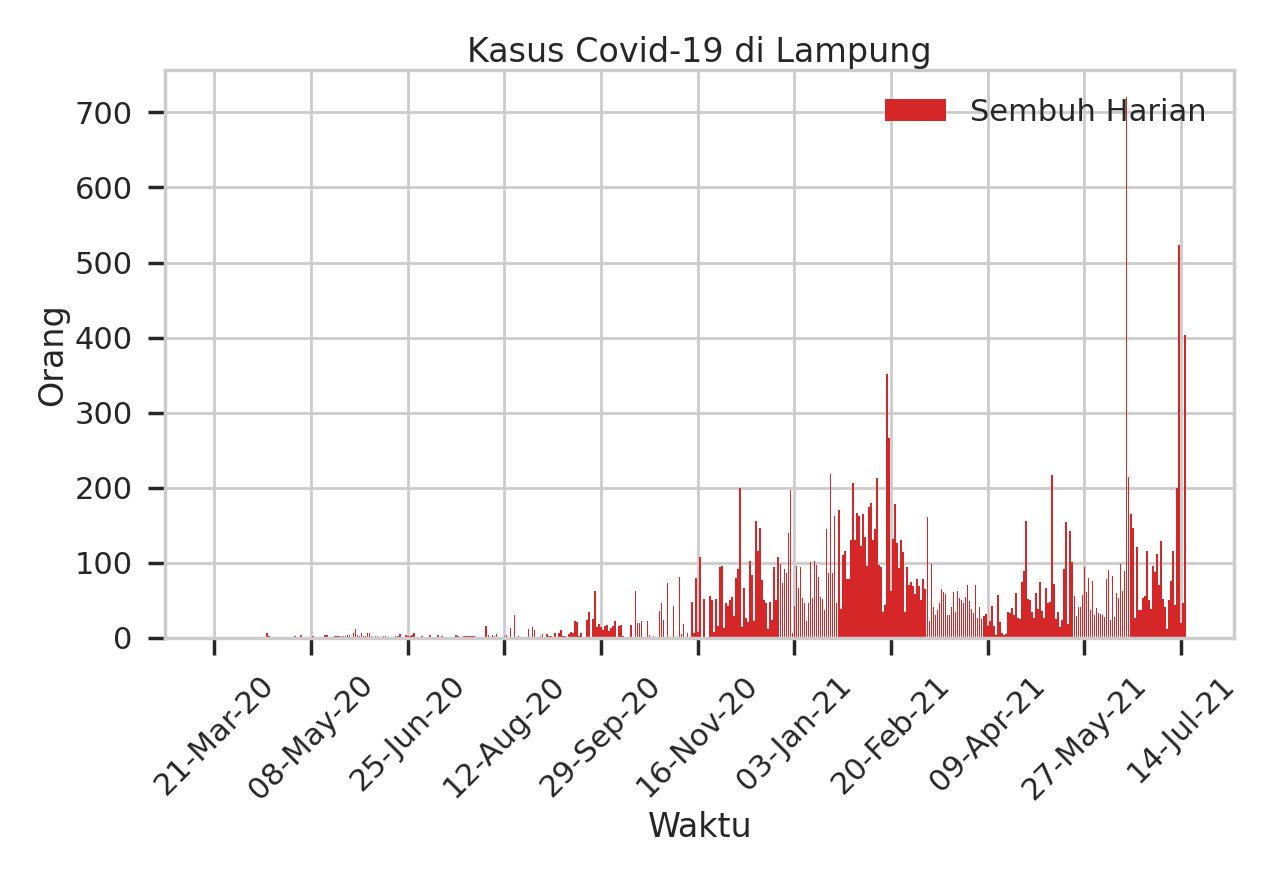 Kasus Covid-19 di Lampung
Sembuh Harian
Orang
700
600
500
400
300
200
100
0
21-Mar-20
08-May-20
25-Jun-20
12-Aug-20
29-Sep-20
16-Nov-20
03-Jan-21
20-Feb-21
09-Apr-21
27-May-21
14-Jul-21
Waktu